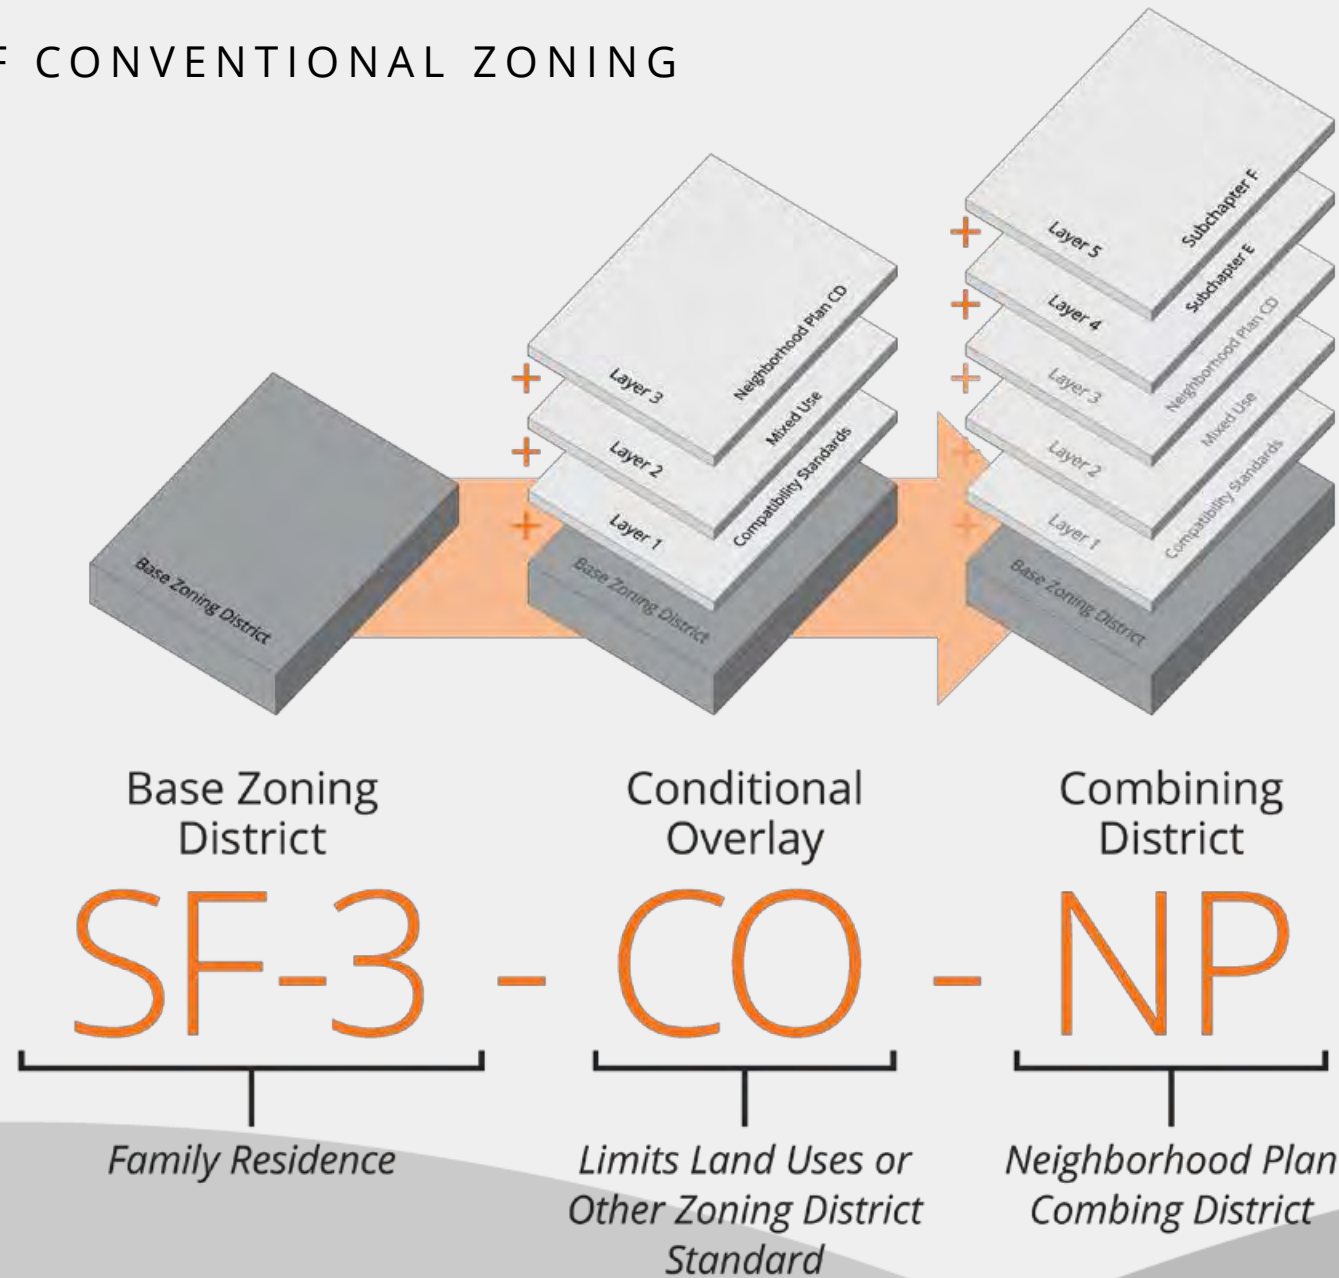 F CONVENTIONAL ZONING
Base Zoning District
Layer 3
Neighborhood Plan CD
Layer 2
Mixed Use
Layer 1
Compatibility Standards
Base Zoning District
Layer 5
Subchapter F
Layer 4
Subchapter E
Layer 3
Neighborhood Plan CD
Layer 2
Mixed Use
Layer 1
Compatibility Standards
Base Zoning District
Base Zoning
District
Conditional
Overlay
Combining
District
SF-3 - CO - NP
Family Residence
Limits Land Uses or
Other Zoning District
Standard
Neighborhood Plan
Combing District